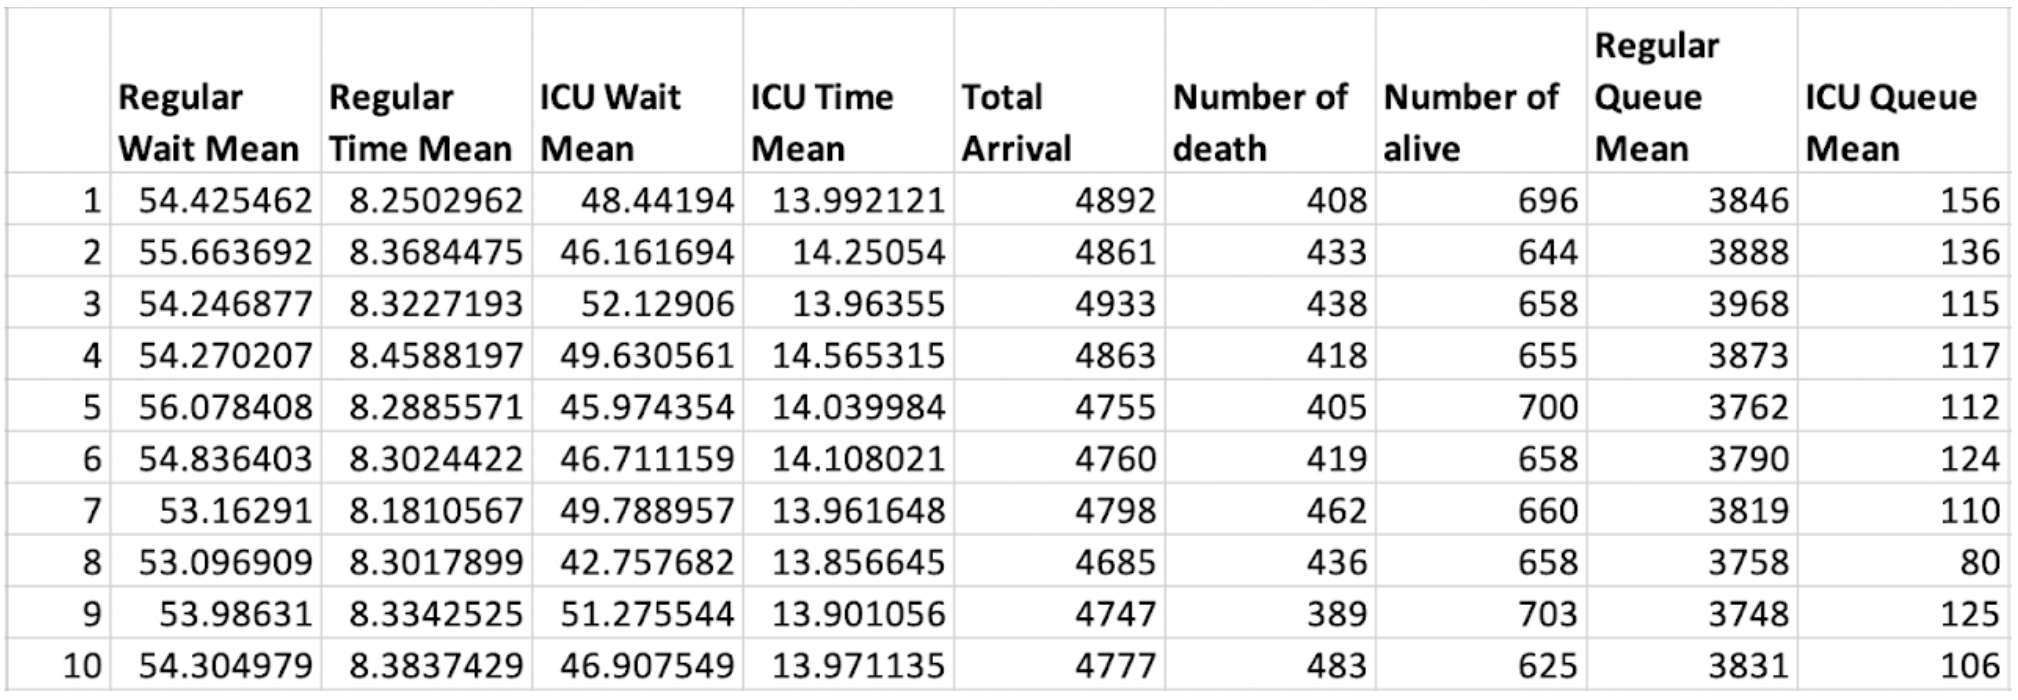 Regular Wait Mean Regular Time Mean ICU Wait Mean ICU Time Mean Total Arrival Number of death Number of alive Regular Queue Mean ICU Queue Mean
1 54.425462 8.2502962 48.44194 13.992121 4892 408 696 3846 156
2 55.663692 8.3684475 46.161694 14.25054 4861 433 644 3888 136
3 54.246877 8.3227193 52.12906 13.96355 4933 438 658 3968 115
4 54.270207 8.4588197 49.630561 14.565315 4863 418 655 3873 117
5 56.078408 8.2885571 45.974354 14.039984 4755 405 700 3762 112
6 54.836403 8.3024422 46.711159 14.108021 4760 419 658 3790 124
7 53.16291 8.1810567 49.788957 13.961648 4798 462 660 3819 110
8 53.096909 8.3017899 42.757682 13.856645 4685 436 658 3758 80
9 53.98631 8.3342525 51.275544 13.901056 4747 389 703 3748 125
10 54.304979 8.3837429 46.907549 13.971135 4777 483 625 3831 106